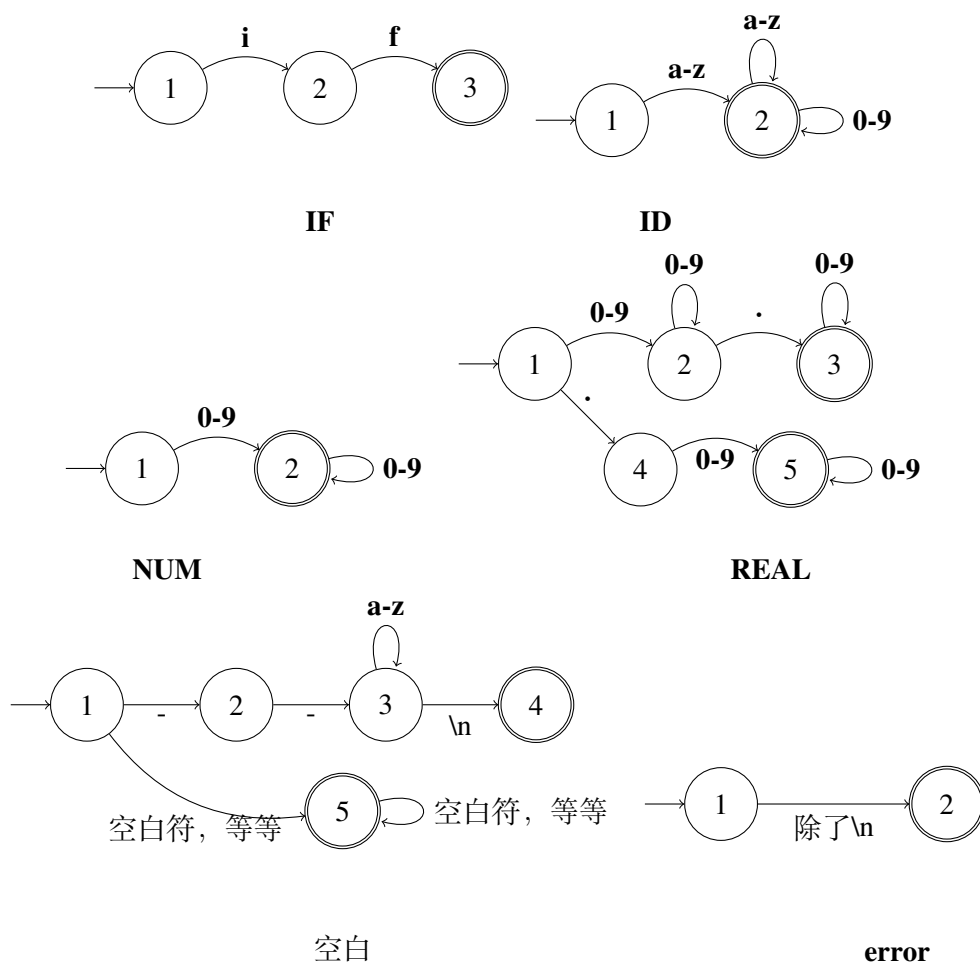 i f
1 2 3
IF
a-z
a-z
1 2 0-9
ID
0-9
1 2 0-9
NUM
0-9 0-9
0-9 .
1 2 3
.
4 0-9 5 0-9
REAL
a-z
1 - 2 - 3 \n 4
空白符，等等 5 空白符，等等
空白
1 除了\n 2
error